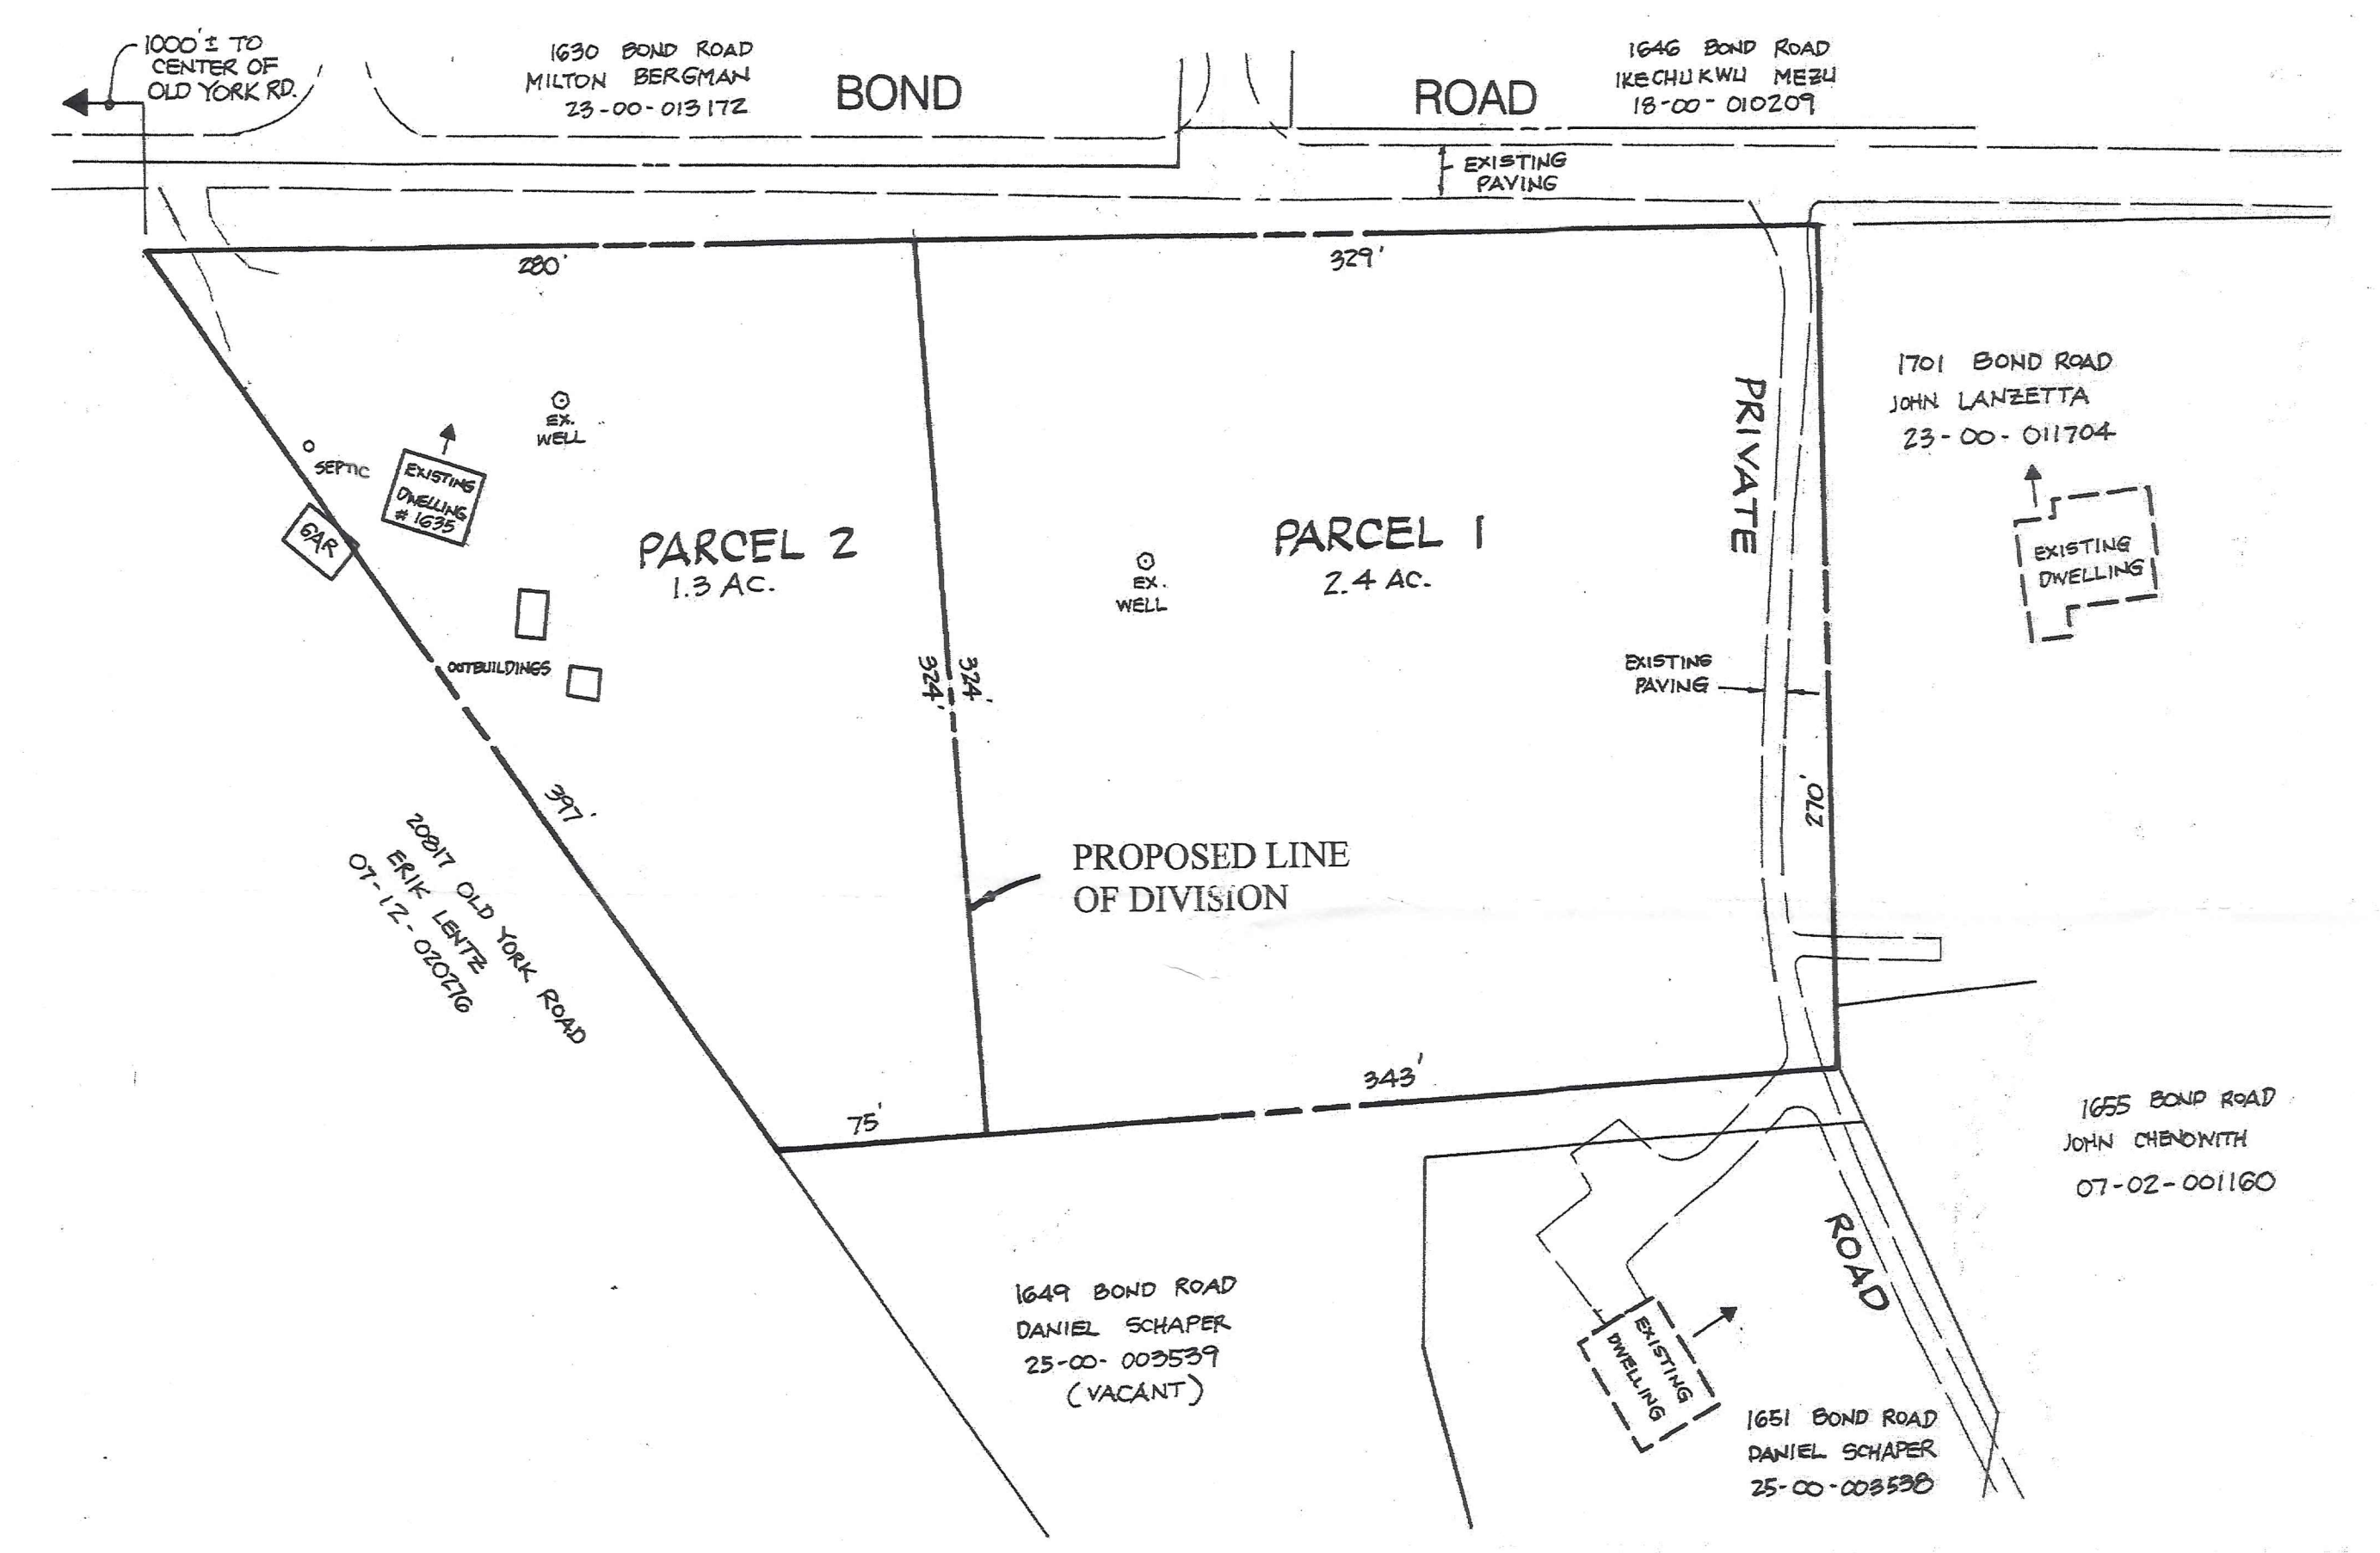 1000'± TO
CENTER OF
OLD YORK RD.
1630 BOND ROAD
MILTON BERGMAN
23-00-013172
BOND ROAD
1646 BOND ROAD
IKECHUKWU MEZU
18-00-010209
EXISTING
PAVING
280'
329'
1701 BOND ROAD
JOHN LANZETTA
23-00-011704
EXISTING
DWELLING
PRIVATE
EX.
WELL
SEPTIC
EXISTING
DWELLING
# 1635
GAR
PARCEL 2
1.3 AC.
PARCEL 1
2.4 AC.
EX.
WELL
OUTBUILDINGS
324'
324'
EXISTING
PAVING
272'
397'
PROPOSED LINE
OF DIVISION
20817 OLD YORK ROAD
ERIK LENTZ
07-12-020276
75'
343'
1655 BOND ROAD
JOHN CHENOWITH
07-02-001160
ROAD
1649 BOND ROAD
DANIEL SCHAPER
25-00-003539
(VACANT)
EXISTING
DWELLING
1651 BOND ROAD
DANIEL SCHAPER
25-00-003538